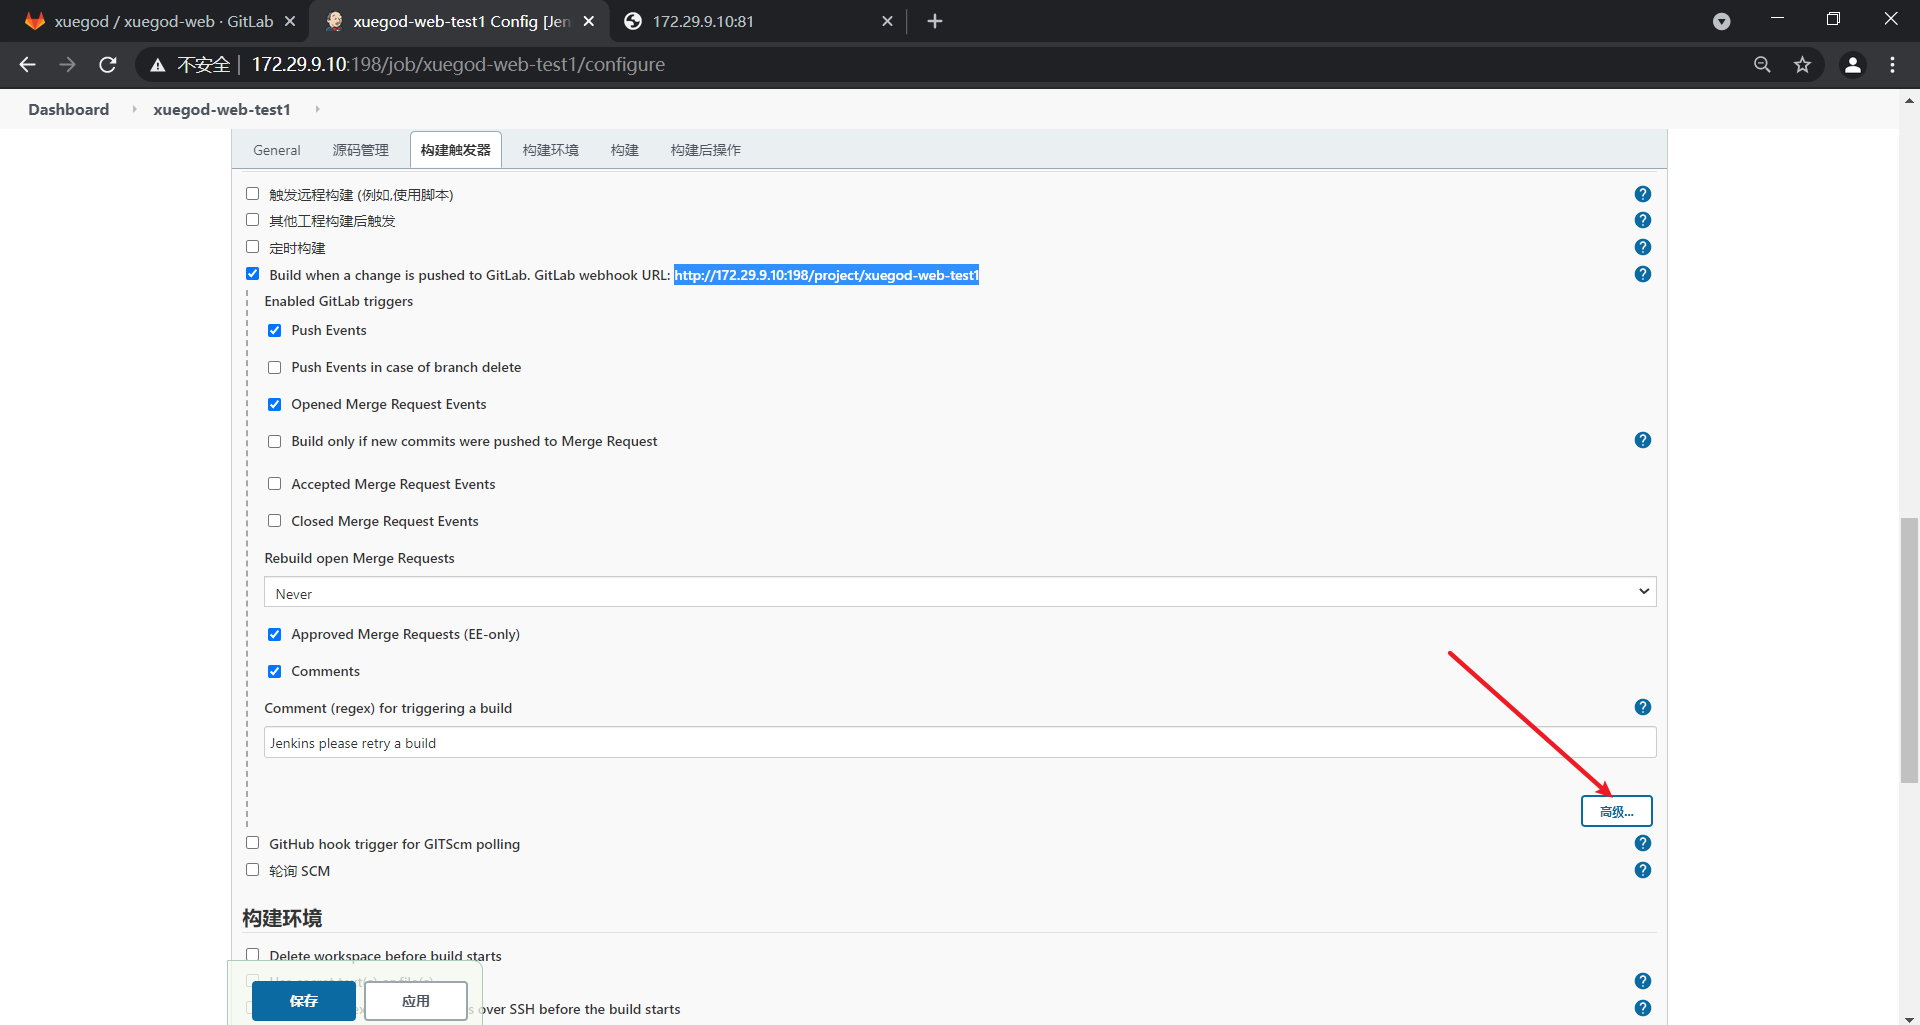 xuegod / xuegod-web · GitLab
xuegod-web-test1 Config [Jen
172.29.9.10:81
不安全
172.29.9.10:198/job/xuegod-web-test1/configure
Dashboard
xuegod-web-test1
General
源码管理
构建触发器
构建环境
构建
构建后操作
触发远程构建 (例如,使用脚本)
其他工程构建后触发
定时构建
Build when a change is pushed to GitLab. GitLab webhook URL: http://172.29.9.10:198/project/xuegod-web-test1
Enabled GitLab triggers
Push Events
Push Events in case of branch delete
Opened Merge Request Events
Build only if new commits were pushed to Merge Request
Accepted Merge Request Events
Closed Merge Request Events
Rebuild open Merge Requests
Never
Approved Merge Requests (EE-only)
Comments
Comment (regex) for triggering a build
Jenkins please retry a build
高级...
GitHub hook trigger for GITScm polling
轮询 SCM
构建环境
Delete workspace before build starts
over SSH before the build starts
保存
应用